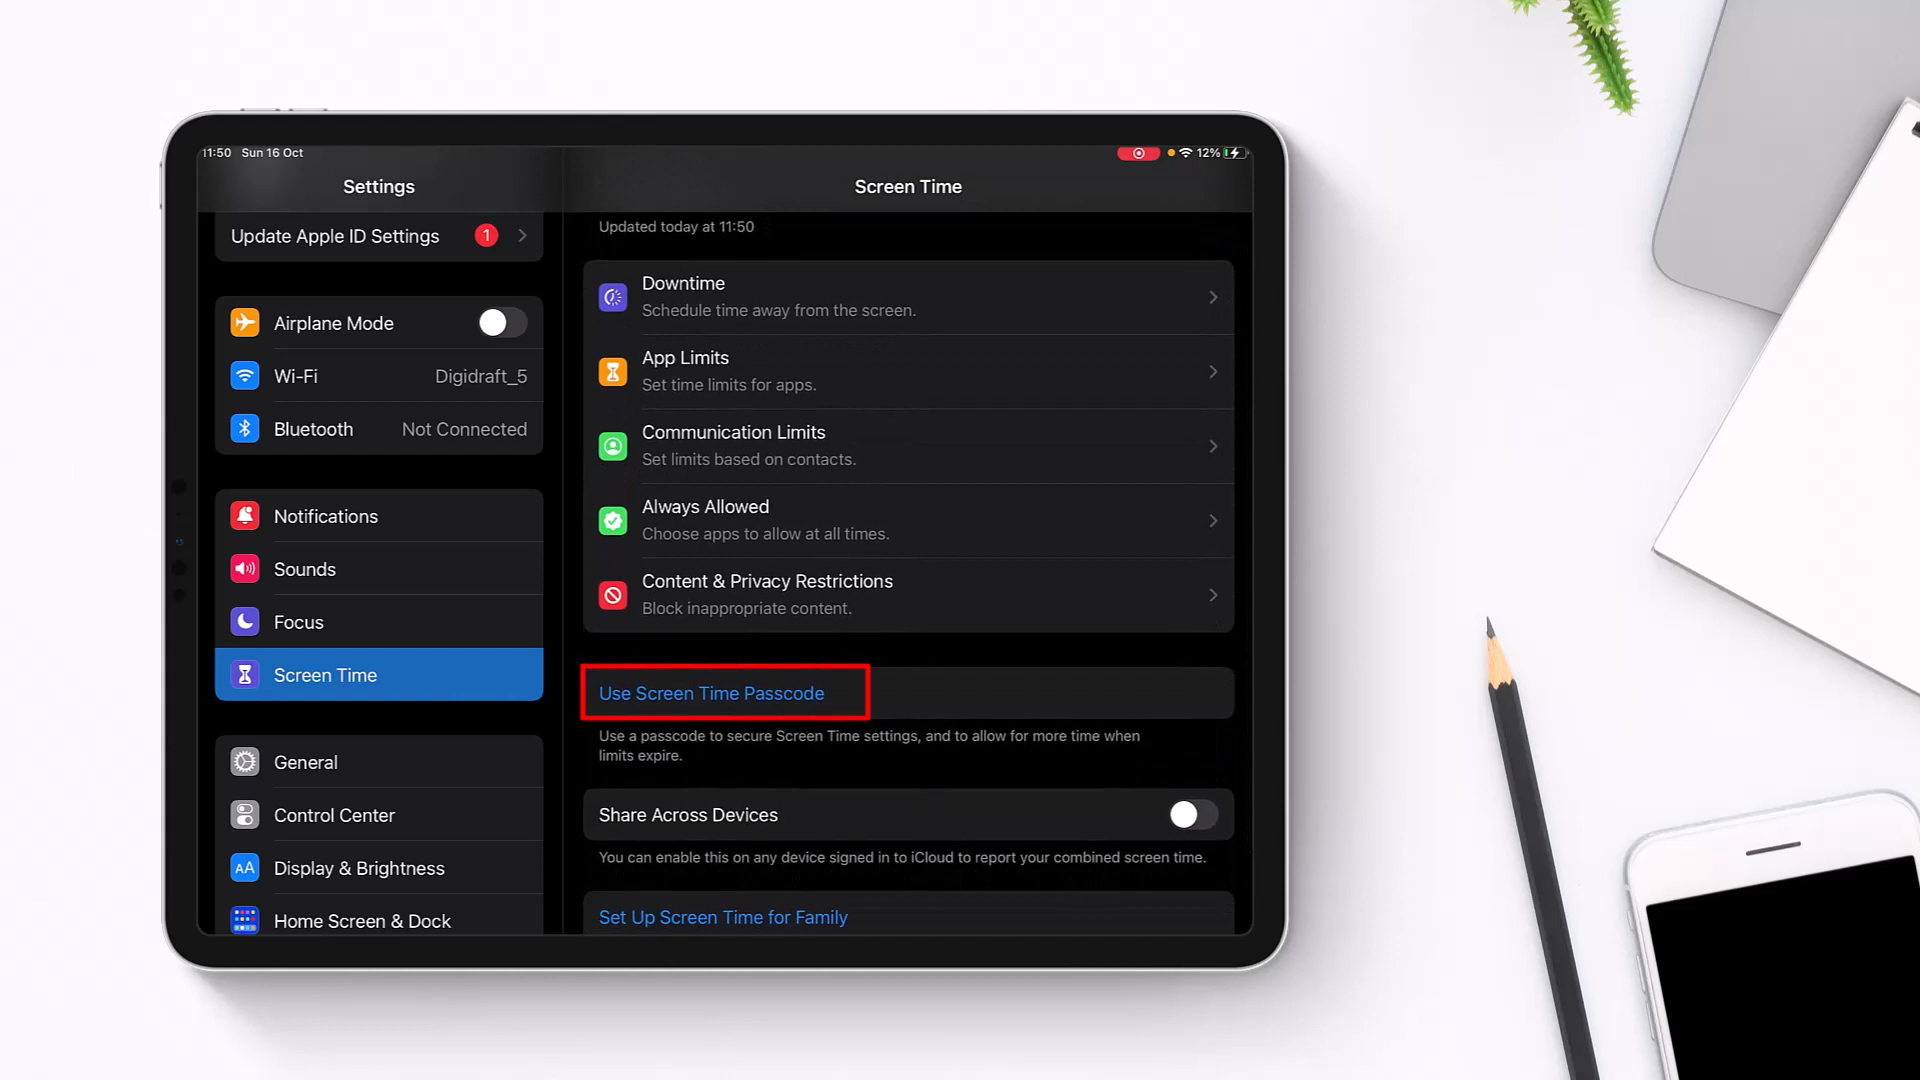 11:50 Sun 16 Oct
12%
Settings
Screen Time
Update Apple ID Settings
1
Airplane Mode
Wi-Fi
Digidraft_5
Bluetooth
Not Connected
Notifications
Sounds
Focus
Screen Time
General
Control Center
AA
Display & Brightness
Home Screen & Dock
Updated today at 11:50
Downtime
Schedule time away from the screen.
App Limits
Set time limits for apps.
Communication Limits
Set limits based on contacts.
Always Allowed
Choose apps to allow at all times.
Content & Privacy Restrictions
Block inappropriate content.
Use Screen Time Passcode
Use a passcode to secure Screen Time settings, and to allow for more time when
limits expire.
Share Across Devices
You can enable this on any device signed in to iCloud to report your combined screen time.
Set Up Screen Time for Family